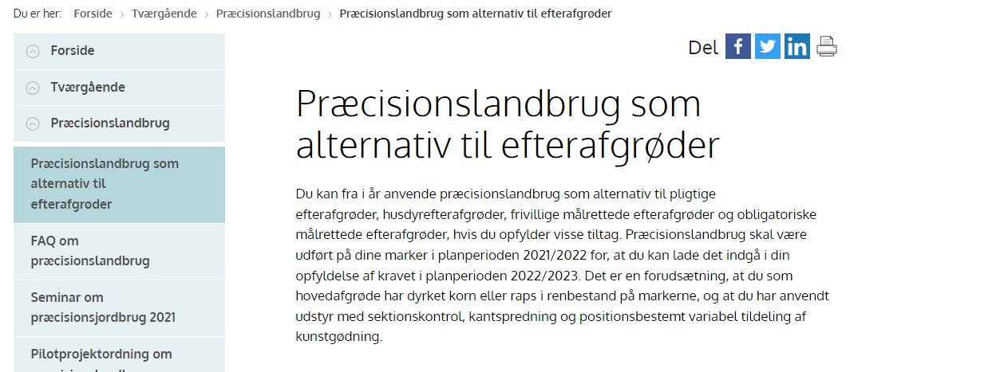 Du er her: Forside › Tværgående › Præcisionslandbrug › Præcisionslandbrug som alternativ til efterafgrøder
Forside
Tværgående
Præcisionslandbrug
Præcisionslandbrug som
alternativ til
efterafgrøder
FAQ om
præcisionslandbrug
Seminar om
præcisionsjordbrug 2021
Pilotprojektordning om
Del
Præcisionslandbrug som
alternativ til efterafgrøder
Du kan fra i år anvende præcisionslandbrug som alternativ til pligtige
efterafgrøder, husdyrefterafgrøder, frivillige målrettede efterafgrøder og obligatoriske
målrettede efterafgrøder, hvis du opfylder visse tiltag. Præcisionslandbrug skal være
udført på dine marker i planperioden 2021/2022 for, at du kan lade det indgå i din
opfyldelse af kravet i planperioden 2022/2023. Det er en forudsætning, at du som
hovedafgrøde har dyrket korn eller raps i renbestand på markerne, og at du har anvendt
udstyr med sektionskontrol, kantspredning og positionsbestemt variabel tildeling af
kunstgødning.